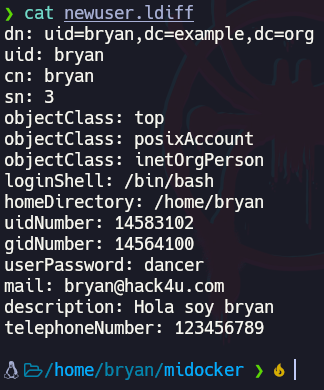 ❯ cat newuser.ldiff
dn: uid=bryan,dc=example,dc=org
uid: bryan
cn: bryan
sn: 3
objectClass: top
objectClass: posixAccount
objectClass: inetOrgPerson
loginShell: /bin/bash
homeDirectory: /home/bryan
uidNumber: 14583102
gidNumber: 14564100
userPassword: dancer
mail: bryan@hack4u.com
description: Hola soy bryan
telephoneNumber: 123456789
/home/bryan/midocker ❯